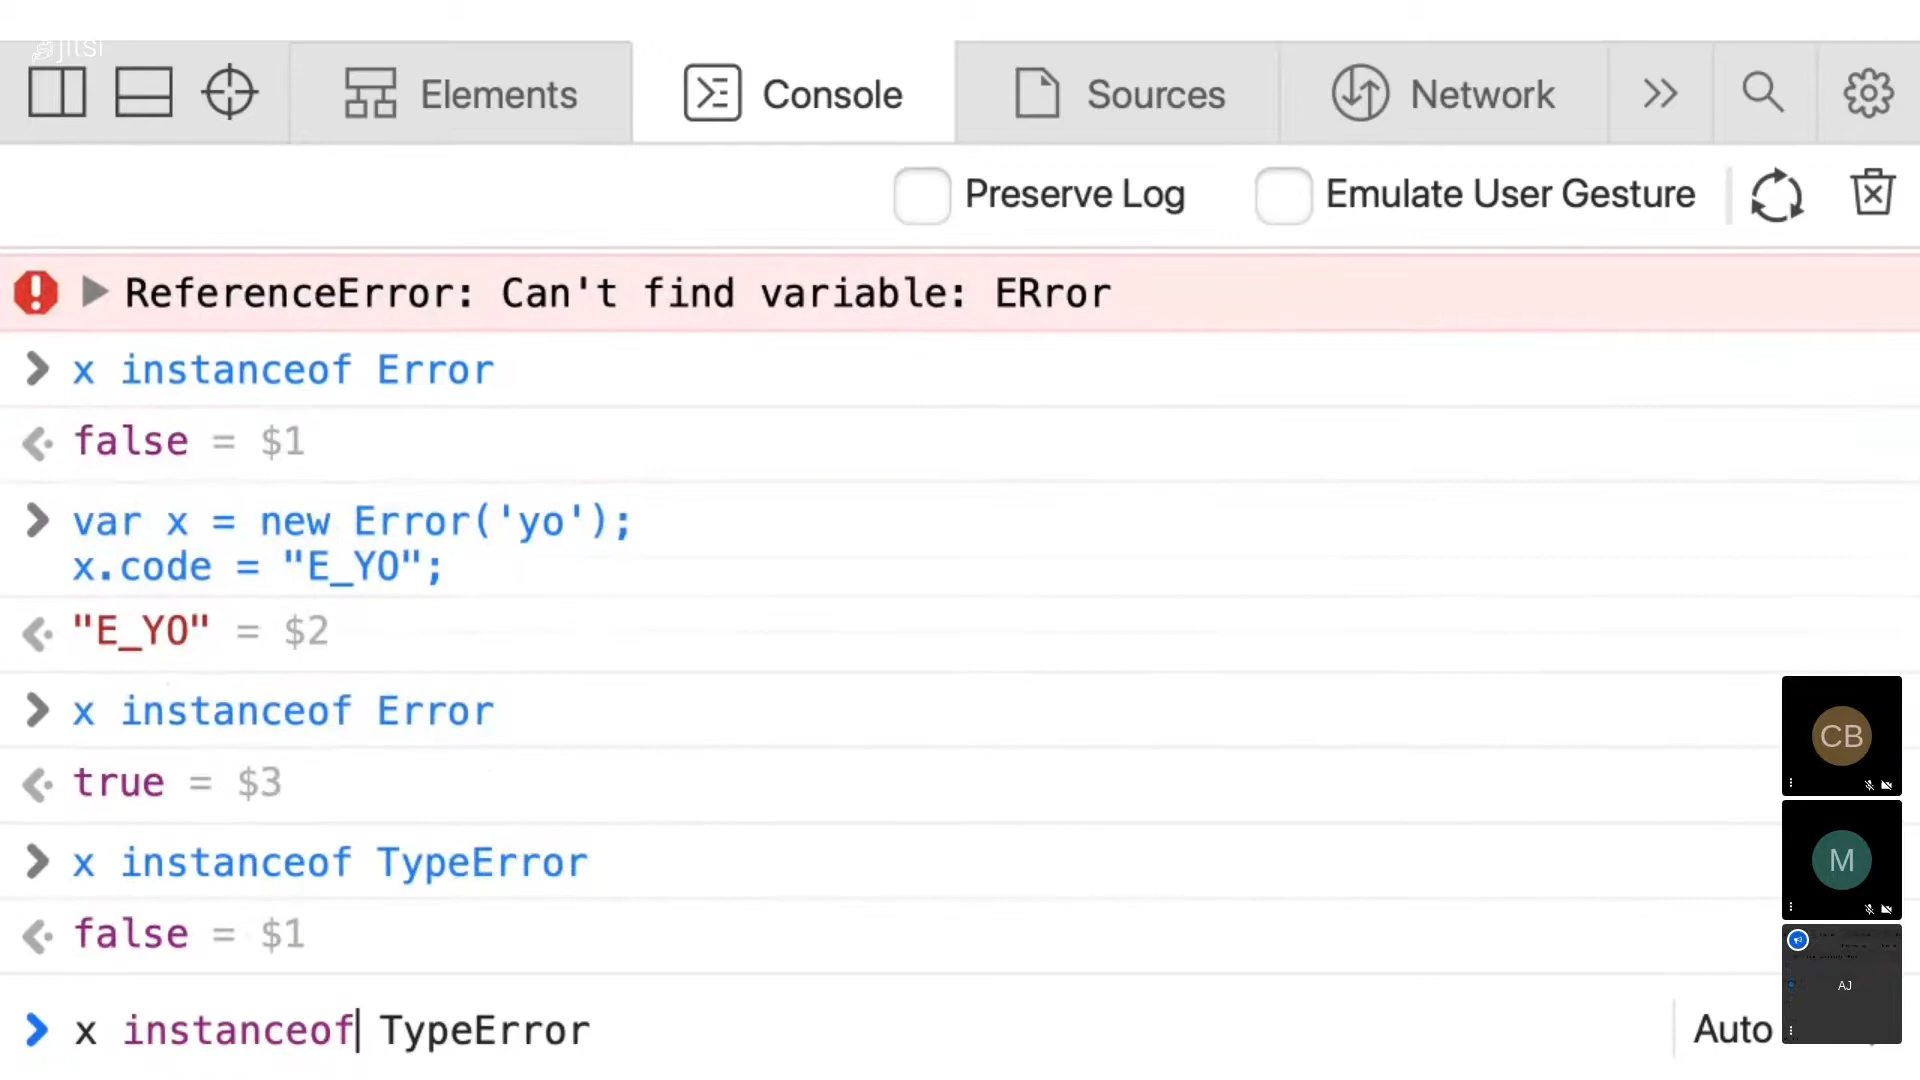 jitsi
Elements
Console
Sources
Network
Preserve Log
Emulate User Gesture
ReferenceError: Can't find variable: ERror
x instanceof Error
false = $1
var x = new Error('yo');
x.code = "E_YO";
"E_YO" = $2
x instanceof Error
true = $3
x instanceof TypeError
false = $1
x instanceof TypeError
Auto
CB
M
AJ